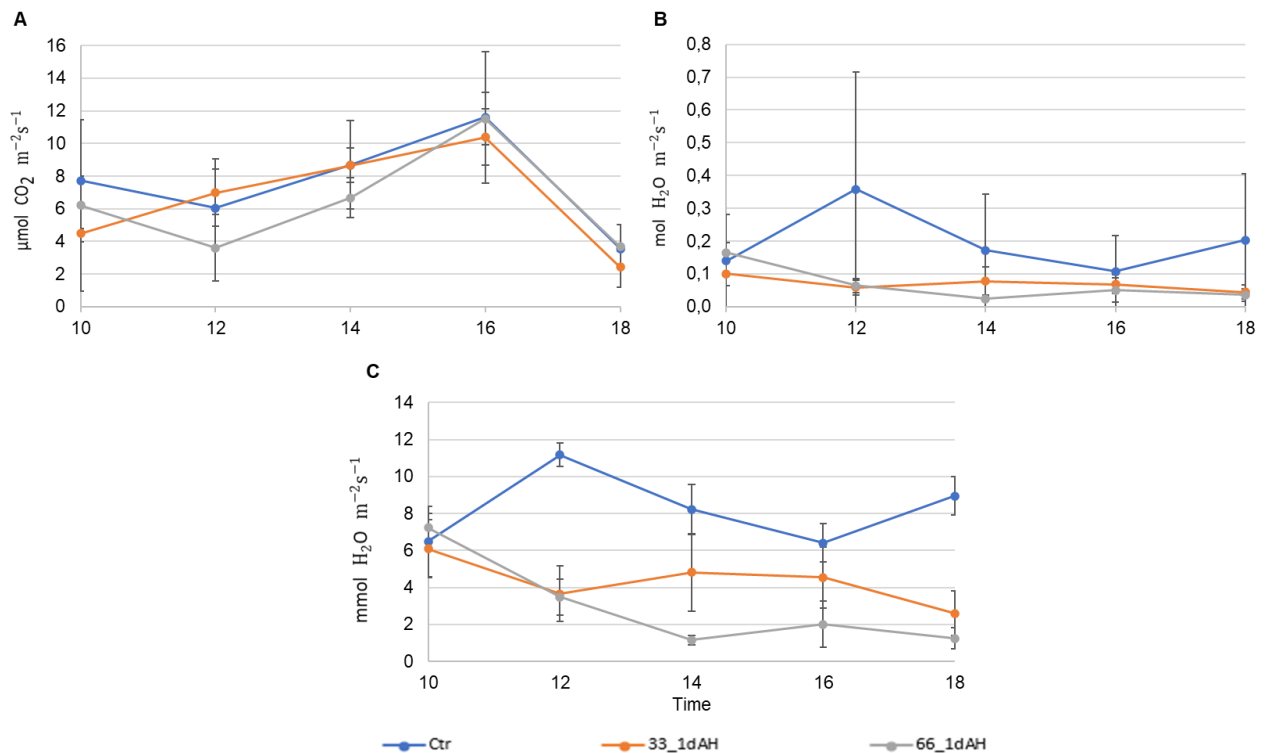 A
µmol CO₂ m⁻²s⁻¹
16
14
12
10
8
6
4
2
0
10 12 14 16 18
B
mol H₂O m⁻²s⁻¹
0,8
0,7
0,6
0,5
0,4
0,3
0,2
0,1
0,0
10 12 14 16 18
C
mmol H₂O m⁻²s⁻¹
14
12
10
8
6
4
2
0
10 12 14 16 18
Time
Ctr 33_1dAH 66_1dAH